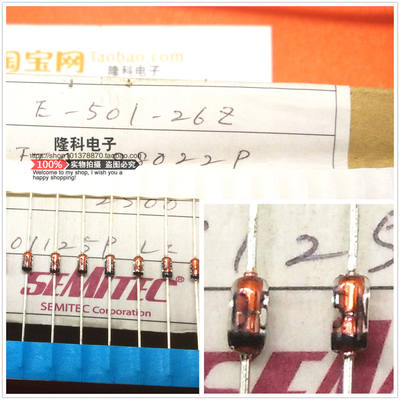 淘宝网
taobao.com
隆科电子
E-501-26Z
隆科电子
http://shop101378870.taobao.com
100% 实物拍摄 盗图必究
Welcome to my shop, I wish you a
happy shopping!
2500
01125P
SEMITEC
SEMITEC Corporation
125